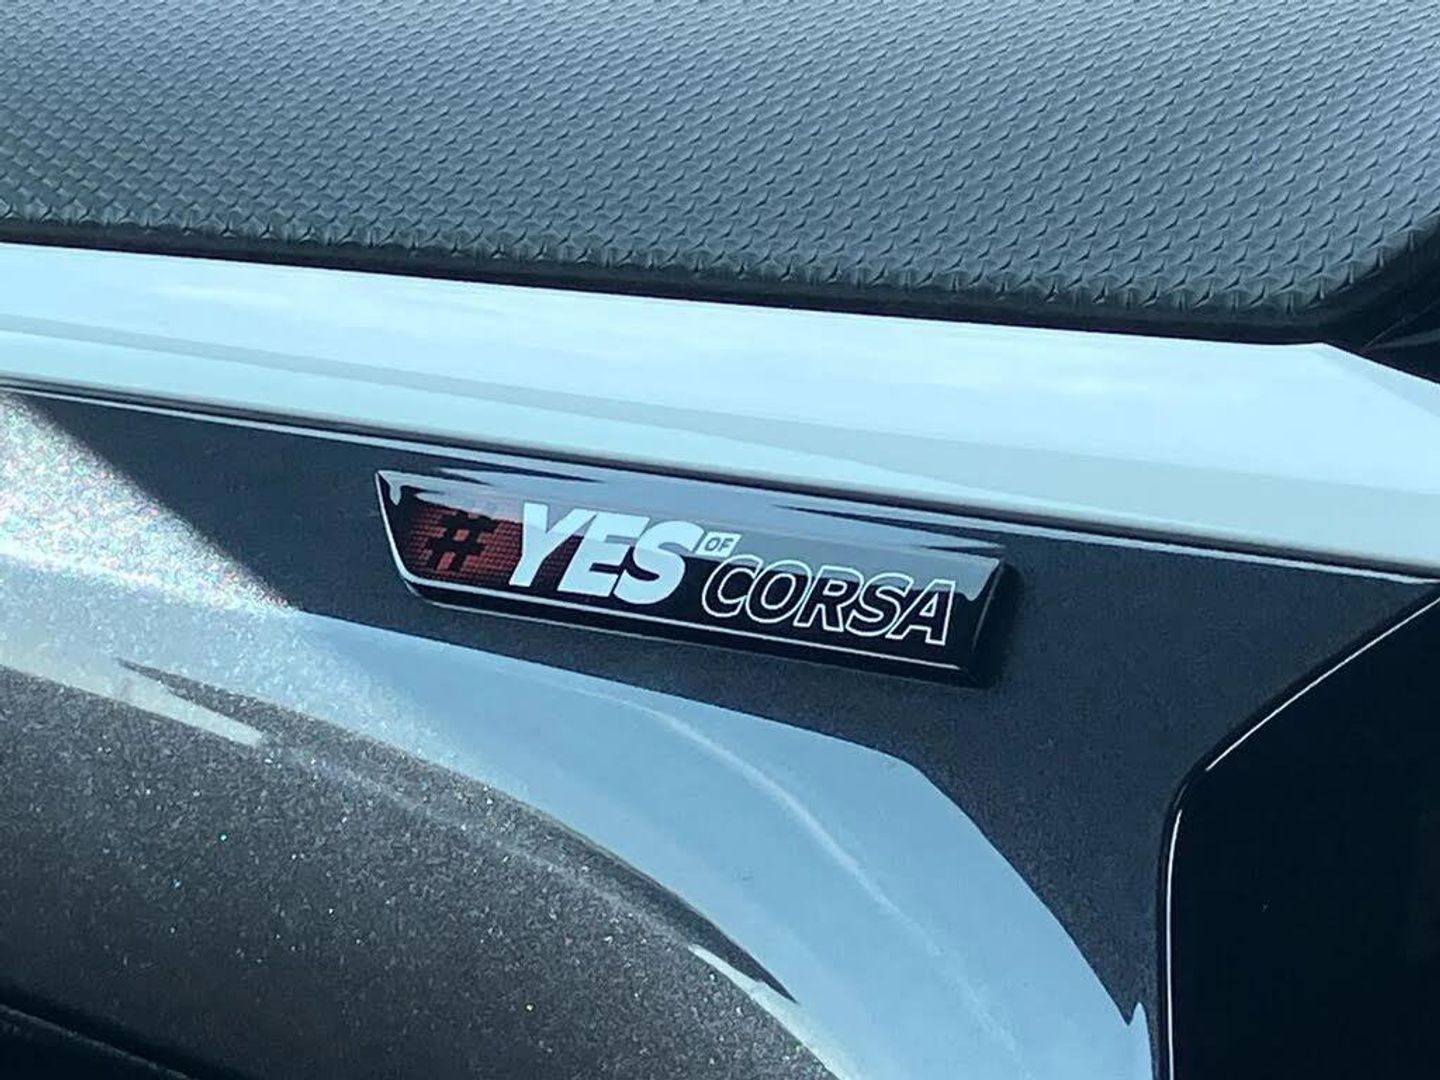 #YES OF CORSA